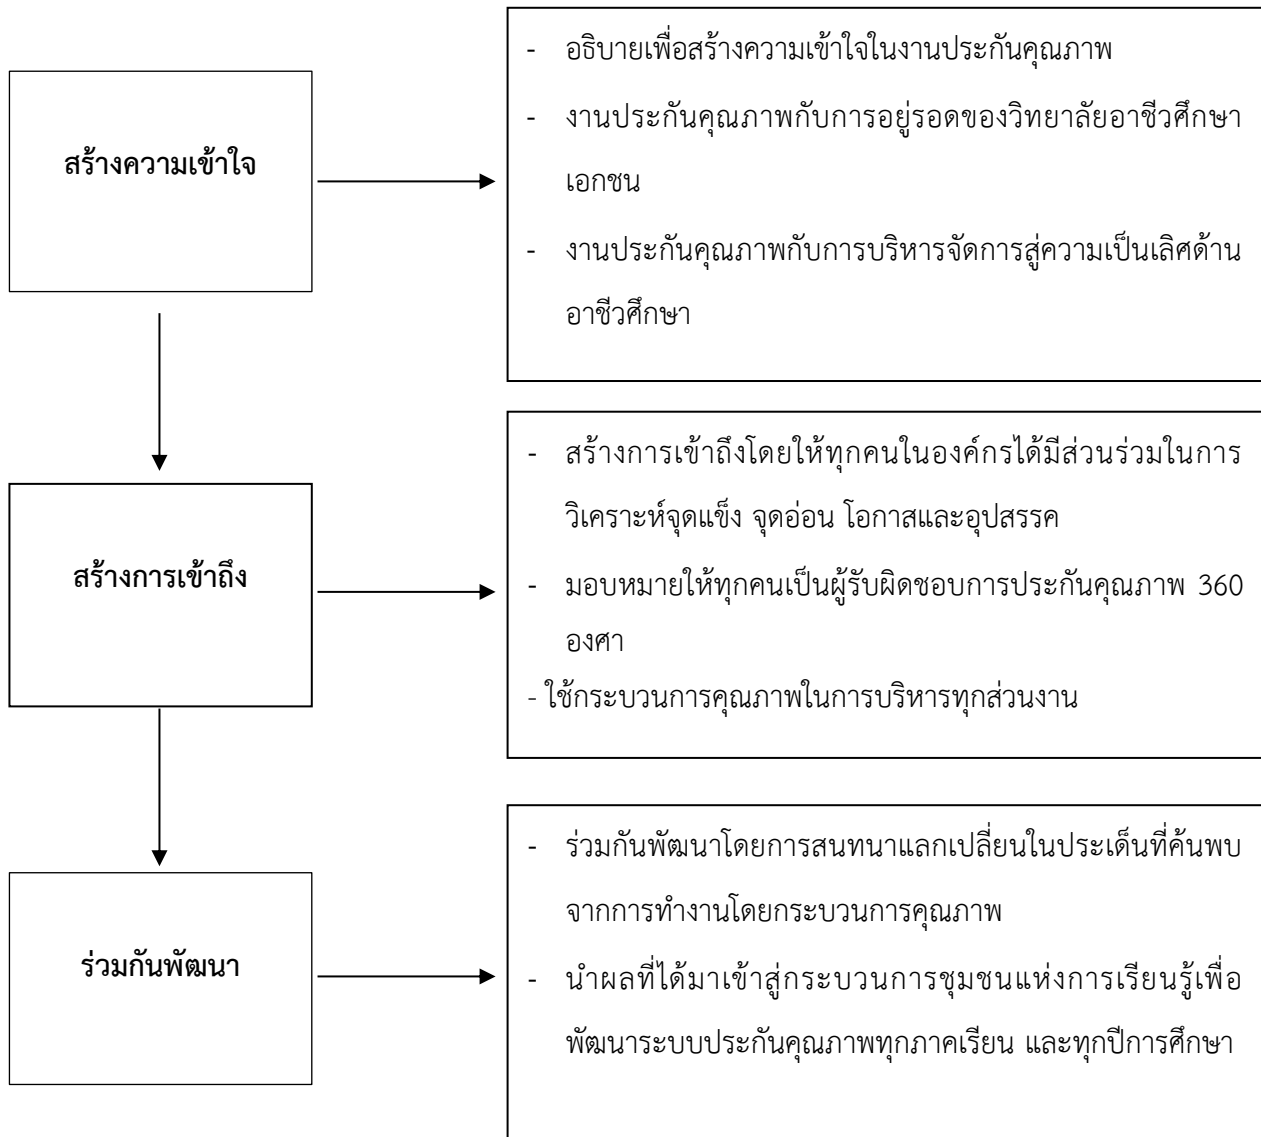 สร้างความเข้าใจ
- อธิบายเพื่อสร้างความเข้าใจในงานประกันคุณภาพ
- งานประกันคุณภาพกับการอยู่รอดของวิทยาลัยอาชีวศึกษา
เอกชน
- งานประกันคุณภาพกับการบริหารจัดการสู่ความเป็นเลิศด้าน
อาชีวศึกษา
สร้างการเข้าถึง
- สร้างการเข้าถึงโดยให้ทุกคนในองค์กรได้มีส่วนร่วมในการ
วิเคราะห์จุดแข็ง จุดอ่อน โอกาสและอุปสรรค
- มอบหมายให้ทุกคนเป็นผู้รับผิดชอบการประกันคุณภาพ 360
องศา
- ใช้กระบวนการคุณภาพในการบริหารทุกส่วนงาน
ร่วมกันพัฒนา
- ร่วมกันพัฒนาโดยการสนทนาแลกเปลี่ยนในประเด็นที่ค้นพบ
จากการทำงานโดยกระบวนการคุณภาพ
- นำผลที่ได้มาเข้าสู่กระบวนการชุมชนแห่งการเรียนรู้เพื่อ
พัฒนาระบบประกันคุณภาพทุกภาคเรียน และทุกปีการศึกษา